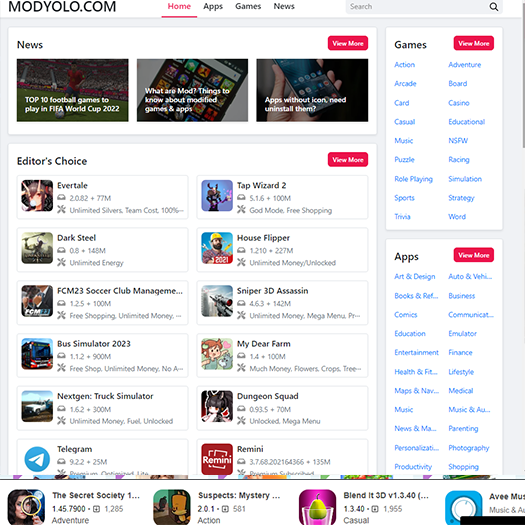 MODYOLO.COM
Home Apps Games News
Search
News
View More
TOP 10 football games to
play in FIFA World Cup 2022
What are Mod? Things to
know about modified
games & apps
Apps without icon, need
uninstall them?
Editor's Choice
View More
Evertale
2.0.82 + 77M
Unlimited Silvers, Team Cost, 100%···
Tap Wizard 2
5.1.6 + 100M
God Mode, Free Shopping
Dark Steel
0.8 + 148M
Unlimited Energy
House Flipper
1.210 + 227M
Unlimited Money/Unlocked
FCM23 Soccer Club Manageme...
1.2.5 + 100M
Free Shopping, Unlimited Money, ···
Sniper 3D Assassin
4.6.3 + 142M
Unlimited Money, Mega Menu, Pr···
Bus Simulator 2023
1.1.2 + 900M
Free Shop, Unlimited Money, No A···
My Dear Farm
1.4 + 100M
Much Money, Flowers, Crops, Tree···
Nextgen: Truck Simulator
1.6.2 + 300M
Unlimited Money, Fuel, Unlocked
Dungeon Squad
0.93.5 + 70M
Unlocked, Mega Menu
Telegram
9.2.2 + 25M
Premium, Optimized, Lite
Remini
Remini
3.7.68.202164366 + 135M
Premium Subscribed
Games
View More
Action Adventure
Arcade Board
Card Casino
Casual Educational
Music NSFW
Puzzle Racing
Role Playing Simulation
Sports Strategy
Trivia Word
Apps
View More
Art & Design Auto & Vehi...
Books & Ref... Business
Comics Communicat...
Education Emulator
Entertainment Finance
Health & Fit... Lifestyle
Maps & Nav... Medical
Music Music & Au...
News & Ma... Parenting
Personalizati... Photography
Productivity Shopping
The Secret Society 1...
1.45.7900 · 1,285
Adventure
Suspects: Mystery ...
2.0.1 · 581
Action
Blend It 3D v1.3.40 (...
1.3.40 · 1,955
Casual
Avee Mus
Music & A